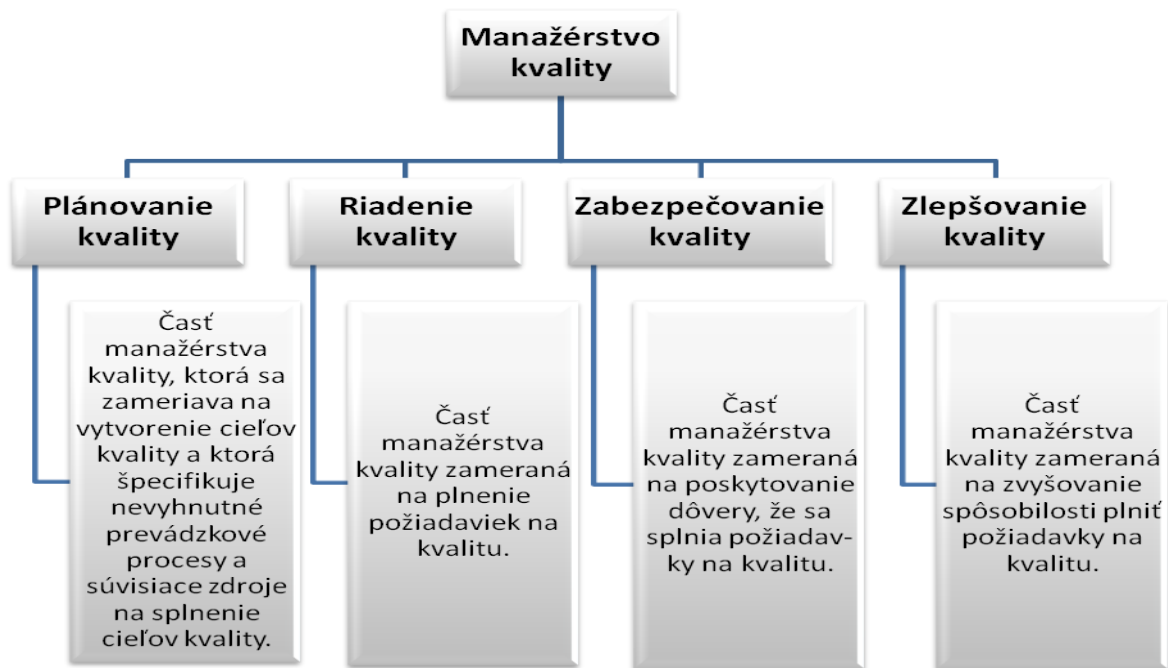 Manažérstvo
kvality
Plánovanie
kvality
Riadenie
kvality
Zabezpečovanie
kvality
Zlepšovanie
kvality
Časť
manažérstva
kvality, ktorá sa
zameriava na
vytvorenie cieľov
kvality a ktorá
špecifikuje
nevyhnutné
prevádzkové
procesy a
súvisiace zdroje
na splnenie
cieľov kvality.
Časť
manažérstva
kvality zameraná
na plnenie
požiadaviek na
kvalitu.
Časť
manažérstva
kvality zameraná
na poskytovanie
dôvery, že sa
splnia požiadav-
ky na kvalitu.
Časť
manažérstva
kvality zameraná
na zvyšovanie
spôsobilosti plniť
požiadavky na
kvalitu.